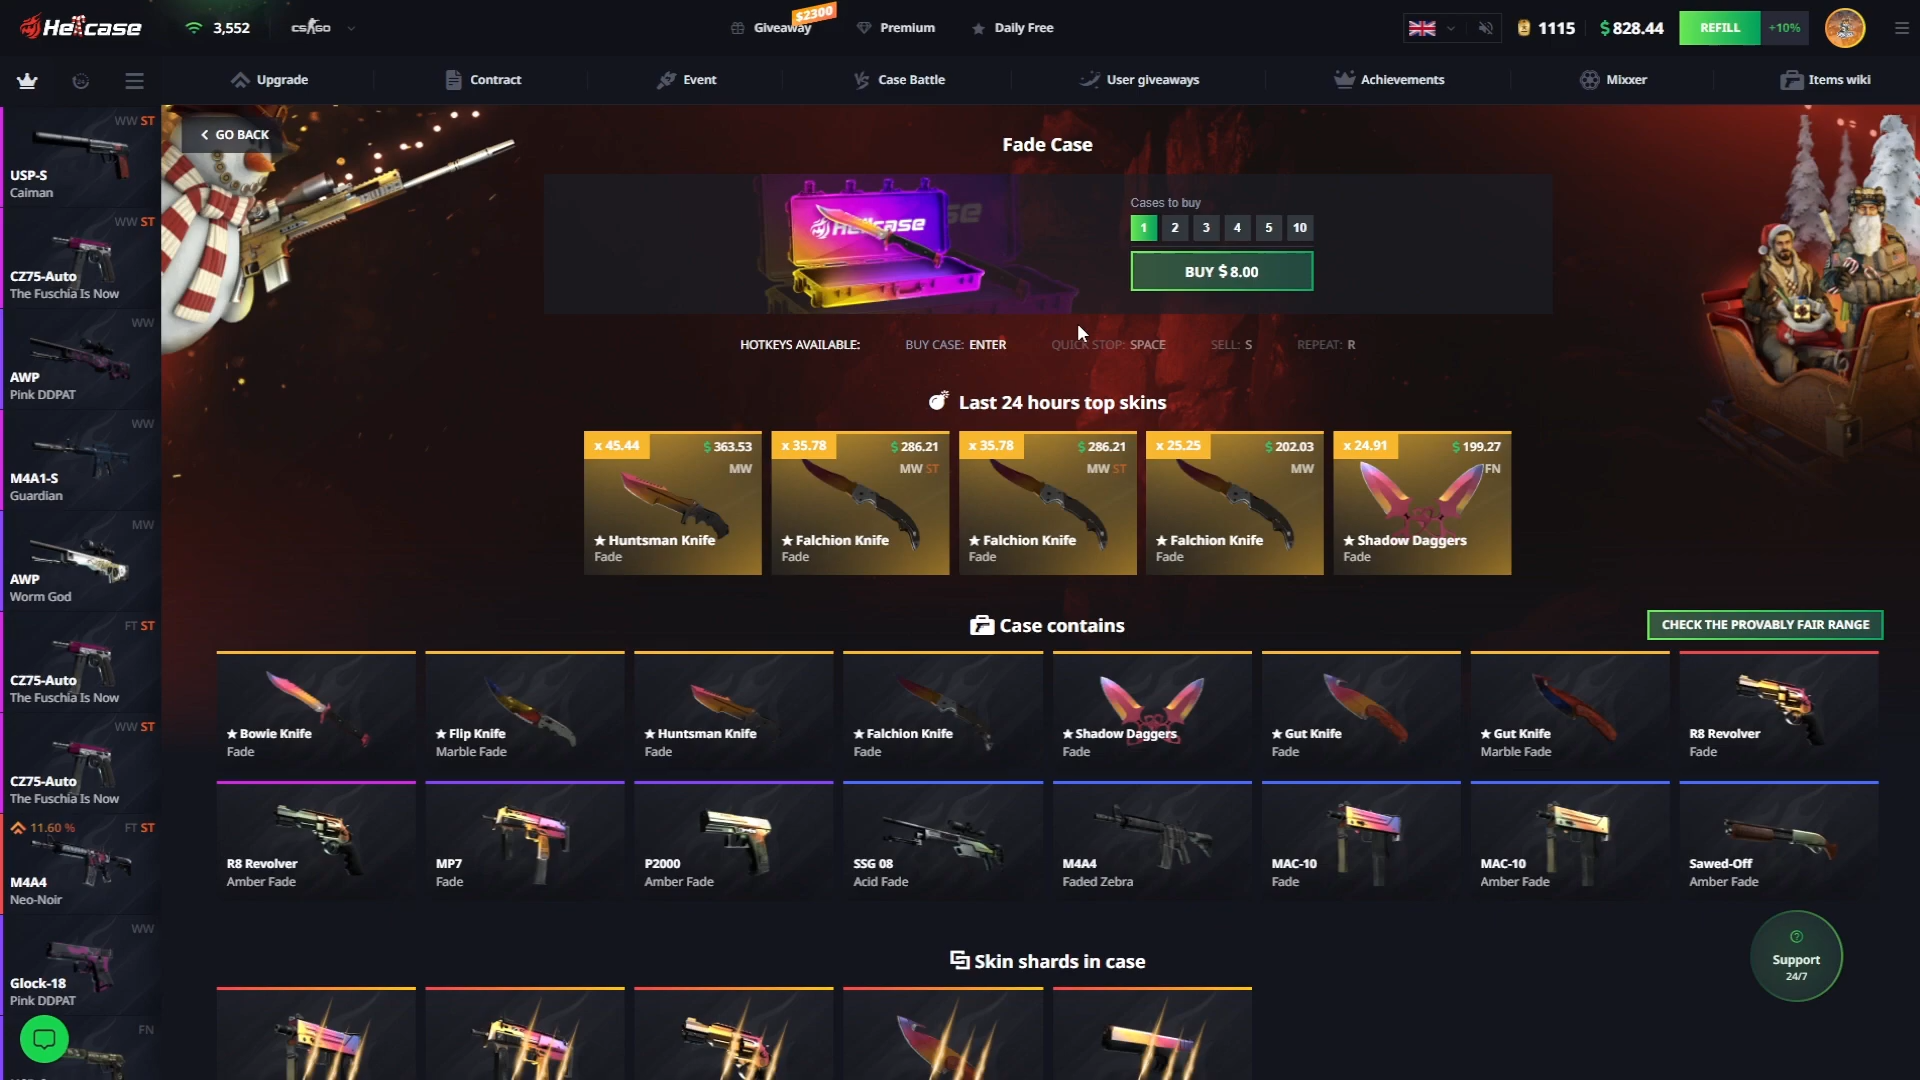 Hellcase
3,552
CS:GO
Giveaway
$2300
Premium
Daily Free
1115
$ 828.44
REFILL
+10%
Upgrade
Contract
Event
Case Battle
User giveaways
Achievements
Mixxer
Items wiki
WW ST
USP-S
Caiman
WW ST
CZ75-Auto
The Fuschia Is Now
WW
AWP
Pink DDPAT
WW
M4A1-S
Guardian
MW
AWP
Worm God
FT ST
CZ75-Auto
The Fuschia Is Now
WW ST
CZ75-Auto
The Fuschia Is Now
11.60 %
FT ST
M4A4
Neo-Noir
WW
Glock-18
Pink DDPAT
FN
GO BACK
Fade Case
Hellcase
Cases to buy
1 2 3 4 5 10
BUY $ 8.00
HOTKEYS AVAILABLE: BUY CASE: ENTER QUICK STOP: SPACE SELL: S REPEAT: R
Last 24 hours top skins
x 45.44
$ 363.53
MW
★ Huntsman Knife
Fade
x 35.78
$ 286.21
MW ST
★ Falchion Knife
Fade
x 35.78
$ 286.21
MW ST
★ Falchion Knife
Fade
x 25.25
$ 202.03
MW
★ Falchion Knife
Fade
x 24.91
$ 199.27
FN
★ Shadow Daggers
Fade
Case contains
CHECK THE PROVABLY FAIR RANGE
★ Bowie Knife
Fade
★ Flip Knife
Marble Fade
★ Huntsman Knife
Fade
★ Falchion Knife
Fade
★ Shadow Daggers
Fade
★ Gut Knife
Fade
★ Gut Knife
Marble Fade
R8 Revolver
Fade
R8 Revolver
Amber Fade
MP7
Fade
P2000
Amber Fade
SSG 08
Acid Fade
M4A4
Faded Zebra
MAC-10
Fade
MAC-10
Amber Fade
Sawed-Off
Amber Fade
Skin shards in case
Support
24/7